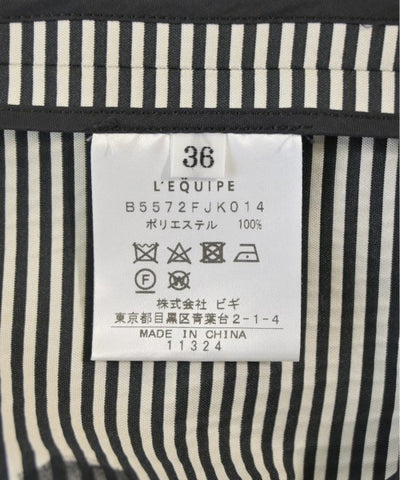 36
L'EQUIPE
B5572FJK014
ポリエステル 100%
F W
株式会社 ビギ
東京都目黒区青葉台2-1-4
MADE IN CHINA
11324